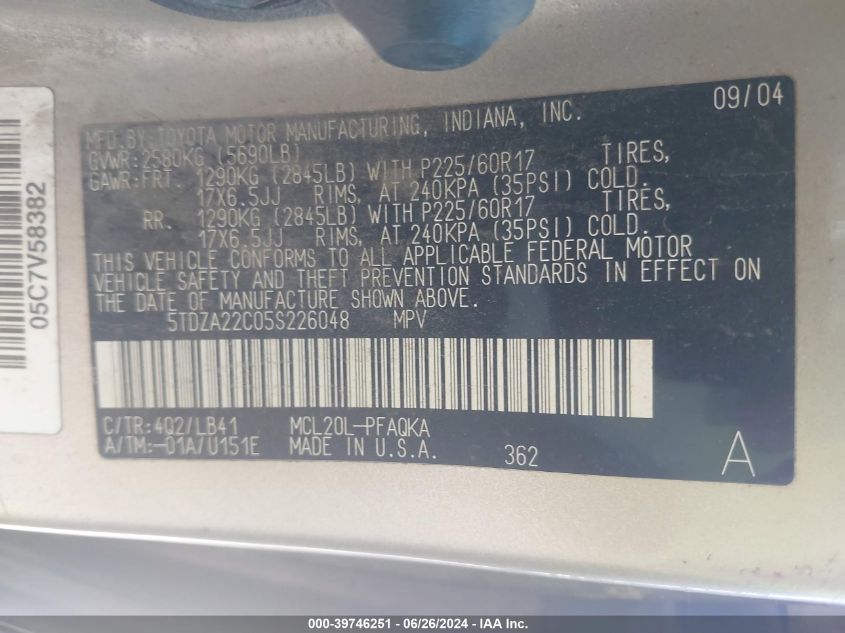 05C7V58382
09/04
MFD.BY:TOYOTA MOTOR MANUFACTURING, INDIANA, INC.
GVWR:2580KG (5690LB)
GAWR:FRT. 1290KG (2845LB) WITH P225/60R17 TIRES,
17X6.5JJ RIMS, AT 240KPA (35PSI) COLD.
RR. 1290KG (2845LB) WITH P225/60R17 TIRES,
17X6.5JJ RIMS, AT 240KPA (35PSI) COLD.
THIS VEHICLE CONFORMS TO ALL APPLICABLE FEDERAL MOTOR
VEHICLE SAFETY AND THEFT PREVENTION STANDARDS IN EFFECT ON
THE DATE OF MANUFACTURE SHOWN ABOVE.
5TDZA22C05S226048 MPV
C/TR:4Q2/LB41 MCL20L-PFAQKA
A/TM:-01A/U151E MADE IN U.S.A. 362 A
000-39746251 - 06/26/2024 - IAA Inc.